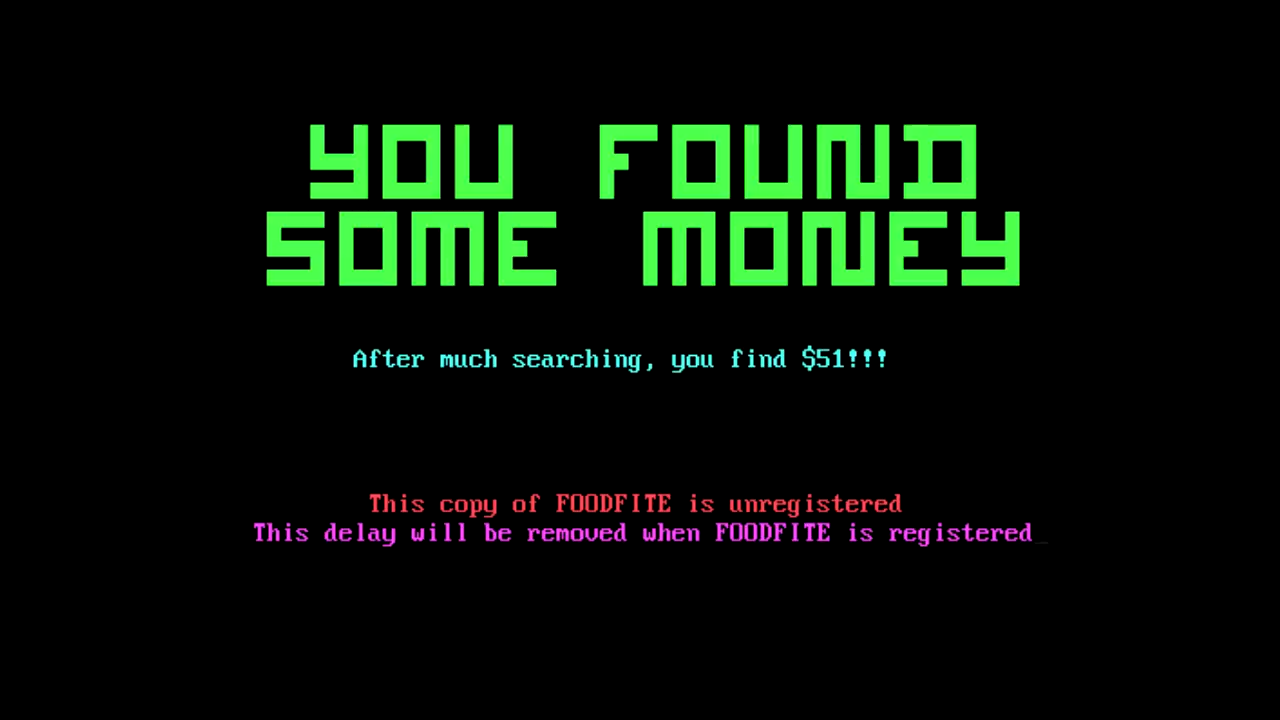 YOU FOUND
SOME MONEY
After much searching, you find $51!!!
This copy of FOODFITE is unregistered
This delay will be removed when FOODFITE is registered